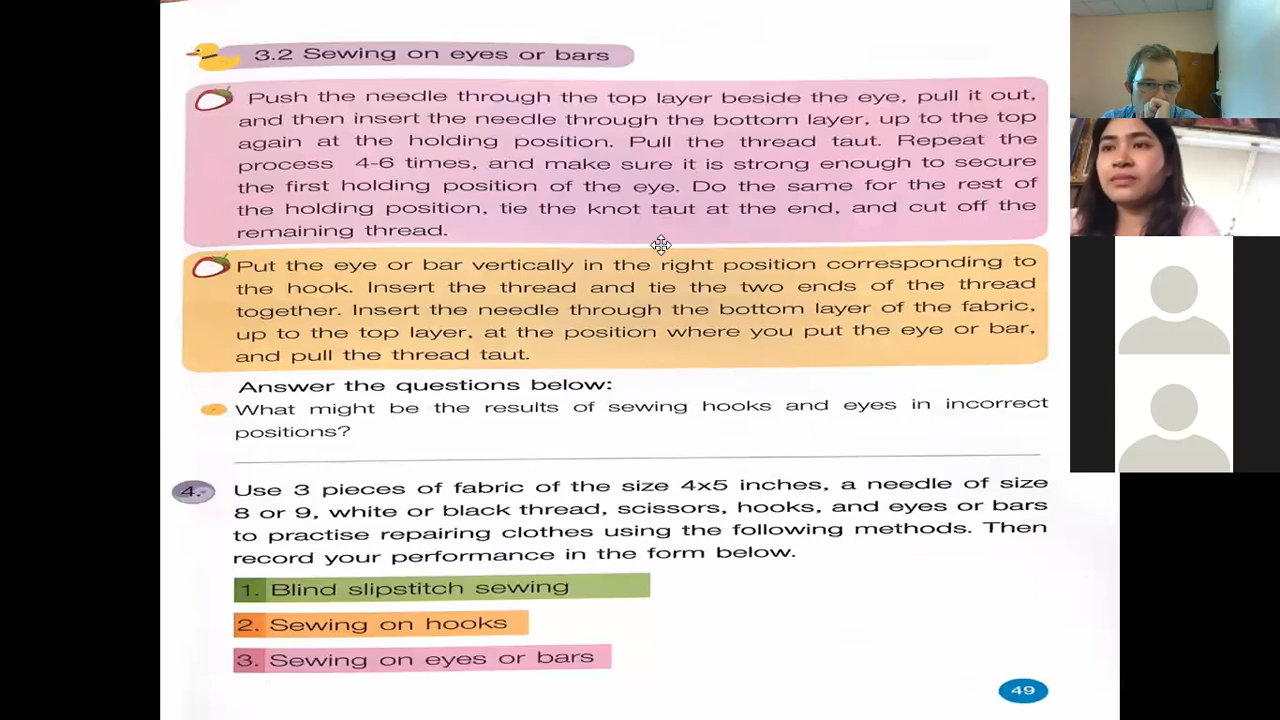 3.2 Sewing on eyes or bars
Push the needle through the top layer beside the eye, pull it out,
and then insert the needle through the bottom layer, up to the top
again at the holding position. Pull the thread taut. Repeat the
process 4-6 times, and make sure it is strong enough to secure
the first holding position of the eye. Do the same for the rest of
the holding position, tie the knot taut at the end, and cut off the
remaining thread.
Put the eye or bar vertically in the right position corresponding to
the hook. Insert the thread and tie the two ends of the thread
together. Insert the needle through the bottom layer of the fabric,
up to the top layer, at the position where you put the eye or bar,
and pull the thread taut.
Answer the questions below:
What might be the results of sewing hooks and eyes in incorrect
positions?
4. Use 3 pieces of fabric of the size 4x5 inches, a needle of size
8 or 9, white or black thread, scissors, hooks, and eyes or bars
to practise repairing clothes using the following methods. Then
record your performance in the form below.
1. Blind slipstitch sewing
2. Sewing on hooks
3. Sewing on eyes or bars
49